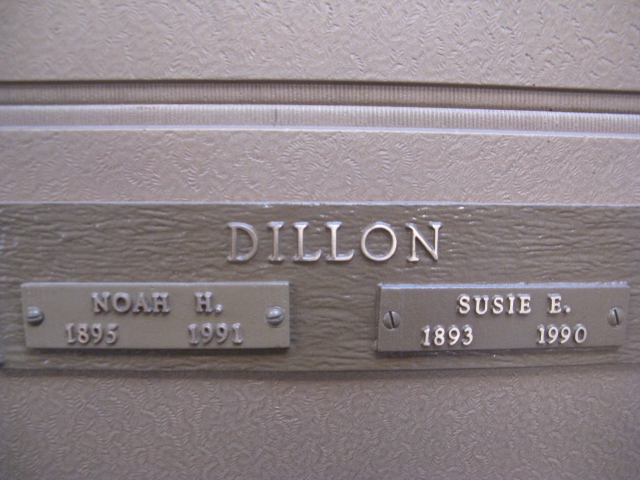 DILLON
NOAH H.
1895 1991
SUSIE E.
1893 1990